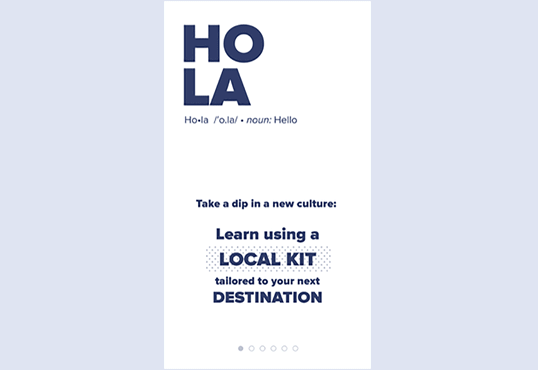 HO
LA
Ho•la /'o.la/ • noun: Hello
Take a dip in a new culture:
Learn using a
LOCAL KIT
tailored to your next
DESTINATION